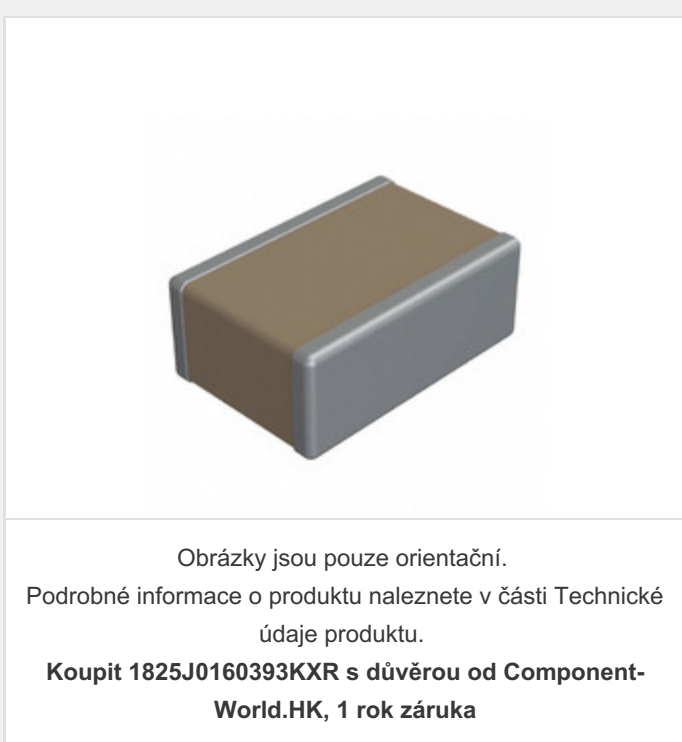 Obrázky jsou pouze orientační.
Podrobné informace o produktu naleznete v části Technické
údaje produktu.
Koupit 1825J0160393KXR s důvěrou od Component-
World.HK, 1 rok záruka